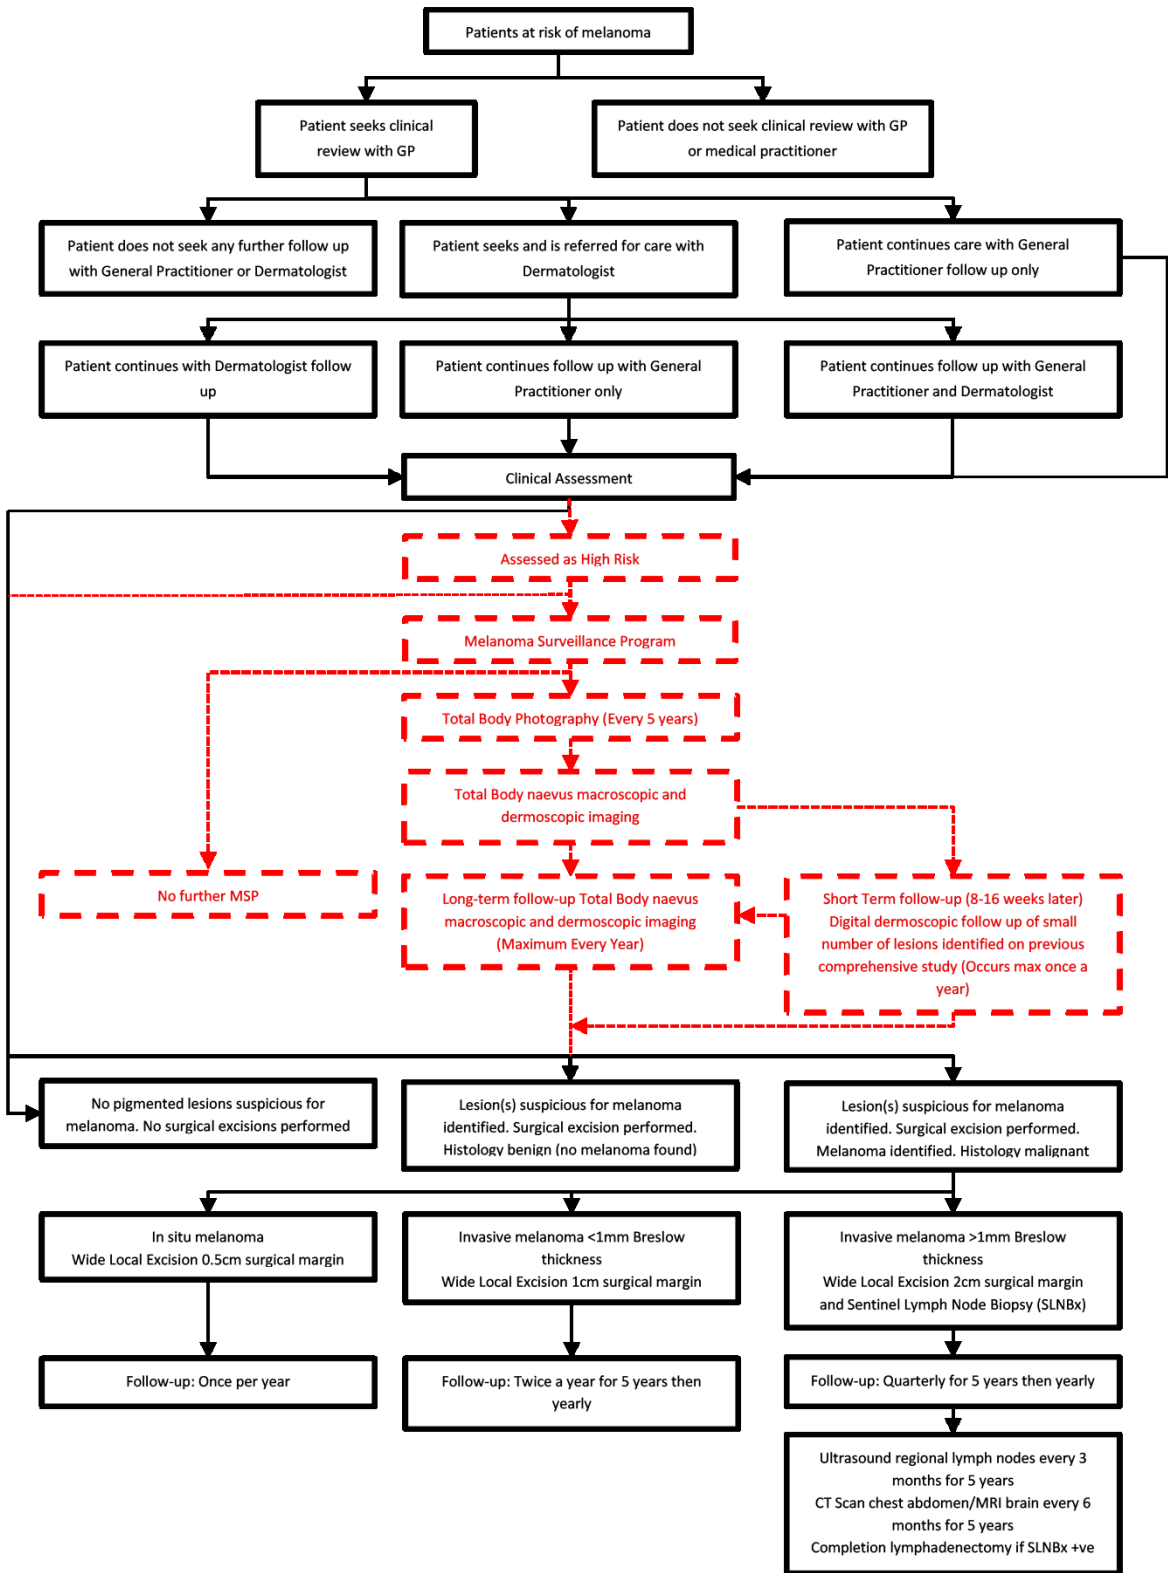 Patients at risk of melanoma
Patient seeks clinical
review with GP
Patient does not seek clinical review with GP
or medical practitioner
Patient does not seek any further follow up
with General Practitioner or Dermatologist
Patient seeks and is referred for care with
Dermatologist
Patient continues care with General
Practitioner follow up only
Patient continues with Dermatologist follow
up
Patient continues follow up with General
Practitioner only
Patient continues follow up with General
Practitioner and Dermatologist
Clinical Assessment
Assessed as High Risk
Melanoma Surveillance Program
Total Body Photography (Every 5 years)
Total Body naevus macroscopic and
dermoscopic imaging
No further MSP
Long-term follow-up Total Body naevus
macroscopic and dermoscopic imaging
(Maximum Every Year)
Short Term follow-up (8-16 weeks later)
Digital dermoscopic follow up of small
number of lesions identified on previous
comprehensive study (Occurs max once a
year)
No pigmented lesions suspicious for
melanoma. No surgical excisions performed
Lesion(s) suspicious for melanoma
identified. Surgical excision performed.
Histology benign (no melanoma found)
Lesion(s) suspicious for melanoma
identified. Surgical excision performed.
Melanoma identified. Histology malignant
In situ melanoma
Wide Local Excision 0.5cm surgical margin
Invasive melanoma <1mm Breslow
thickness
Wide Local Excision 1cm surgical margin
Invasive melanoma >1mm Breslow
thickness
Wide Local Excision 2cm surgical margin
and Sentinel Lymph Node Biopsy (SLNBx)
Follow-up: Once per year
Follow-up: Twice a year for 5 years then
yearly
Follow-up: Quarterly for 5 years then yearly
Ultrasound regional lymph nodes every 3
months for 5 years
CT Scan chest abdomen/MRI brain every 6
months for 5 years
Completion lymphadenectomy if SLNBx +ve